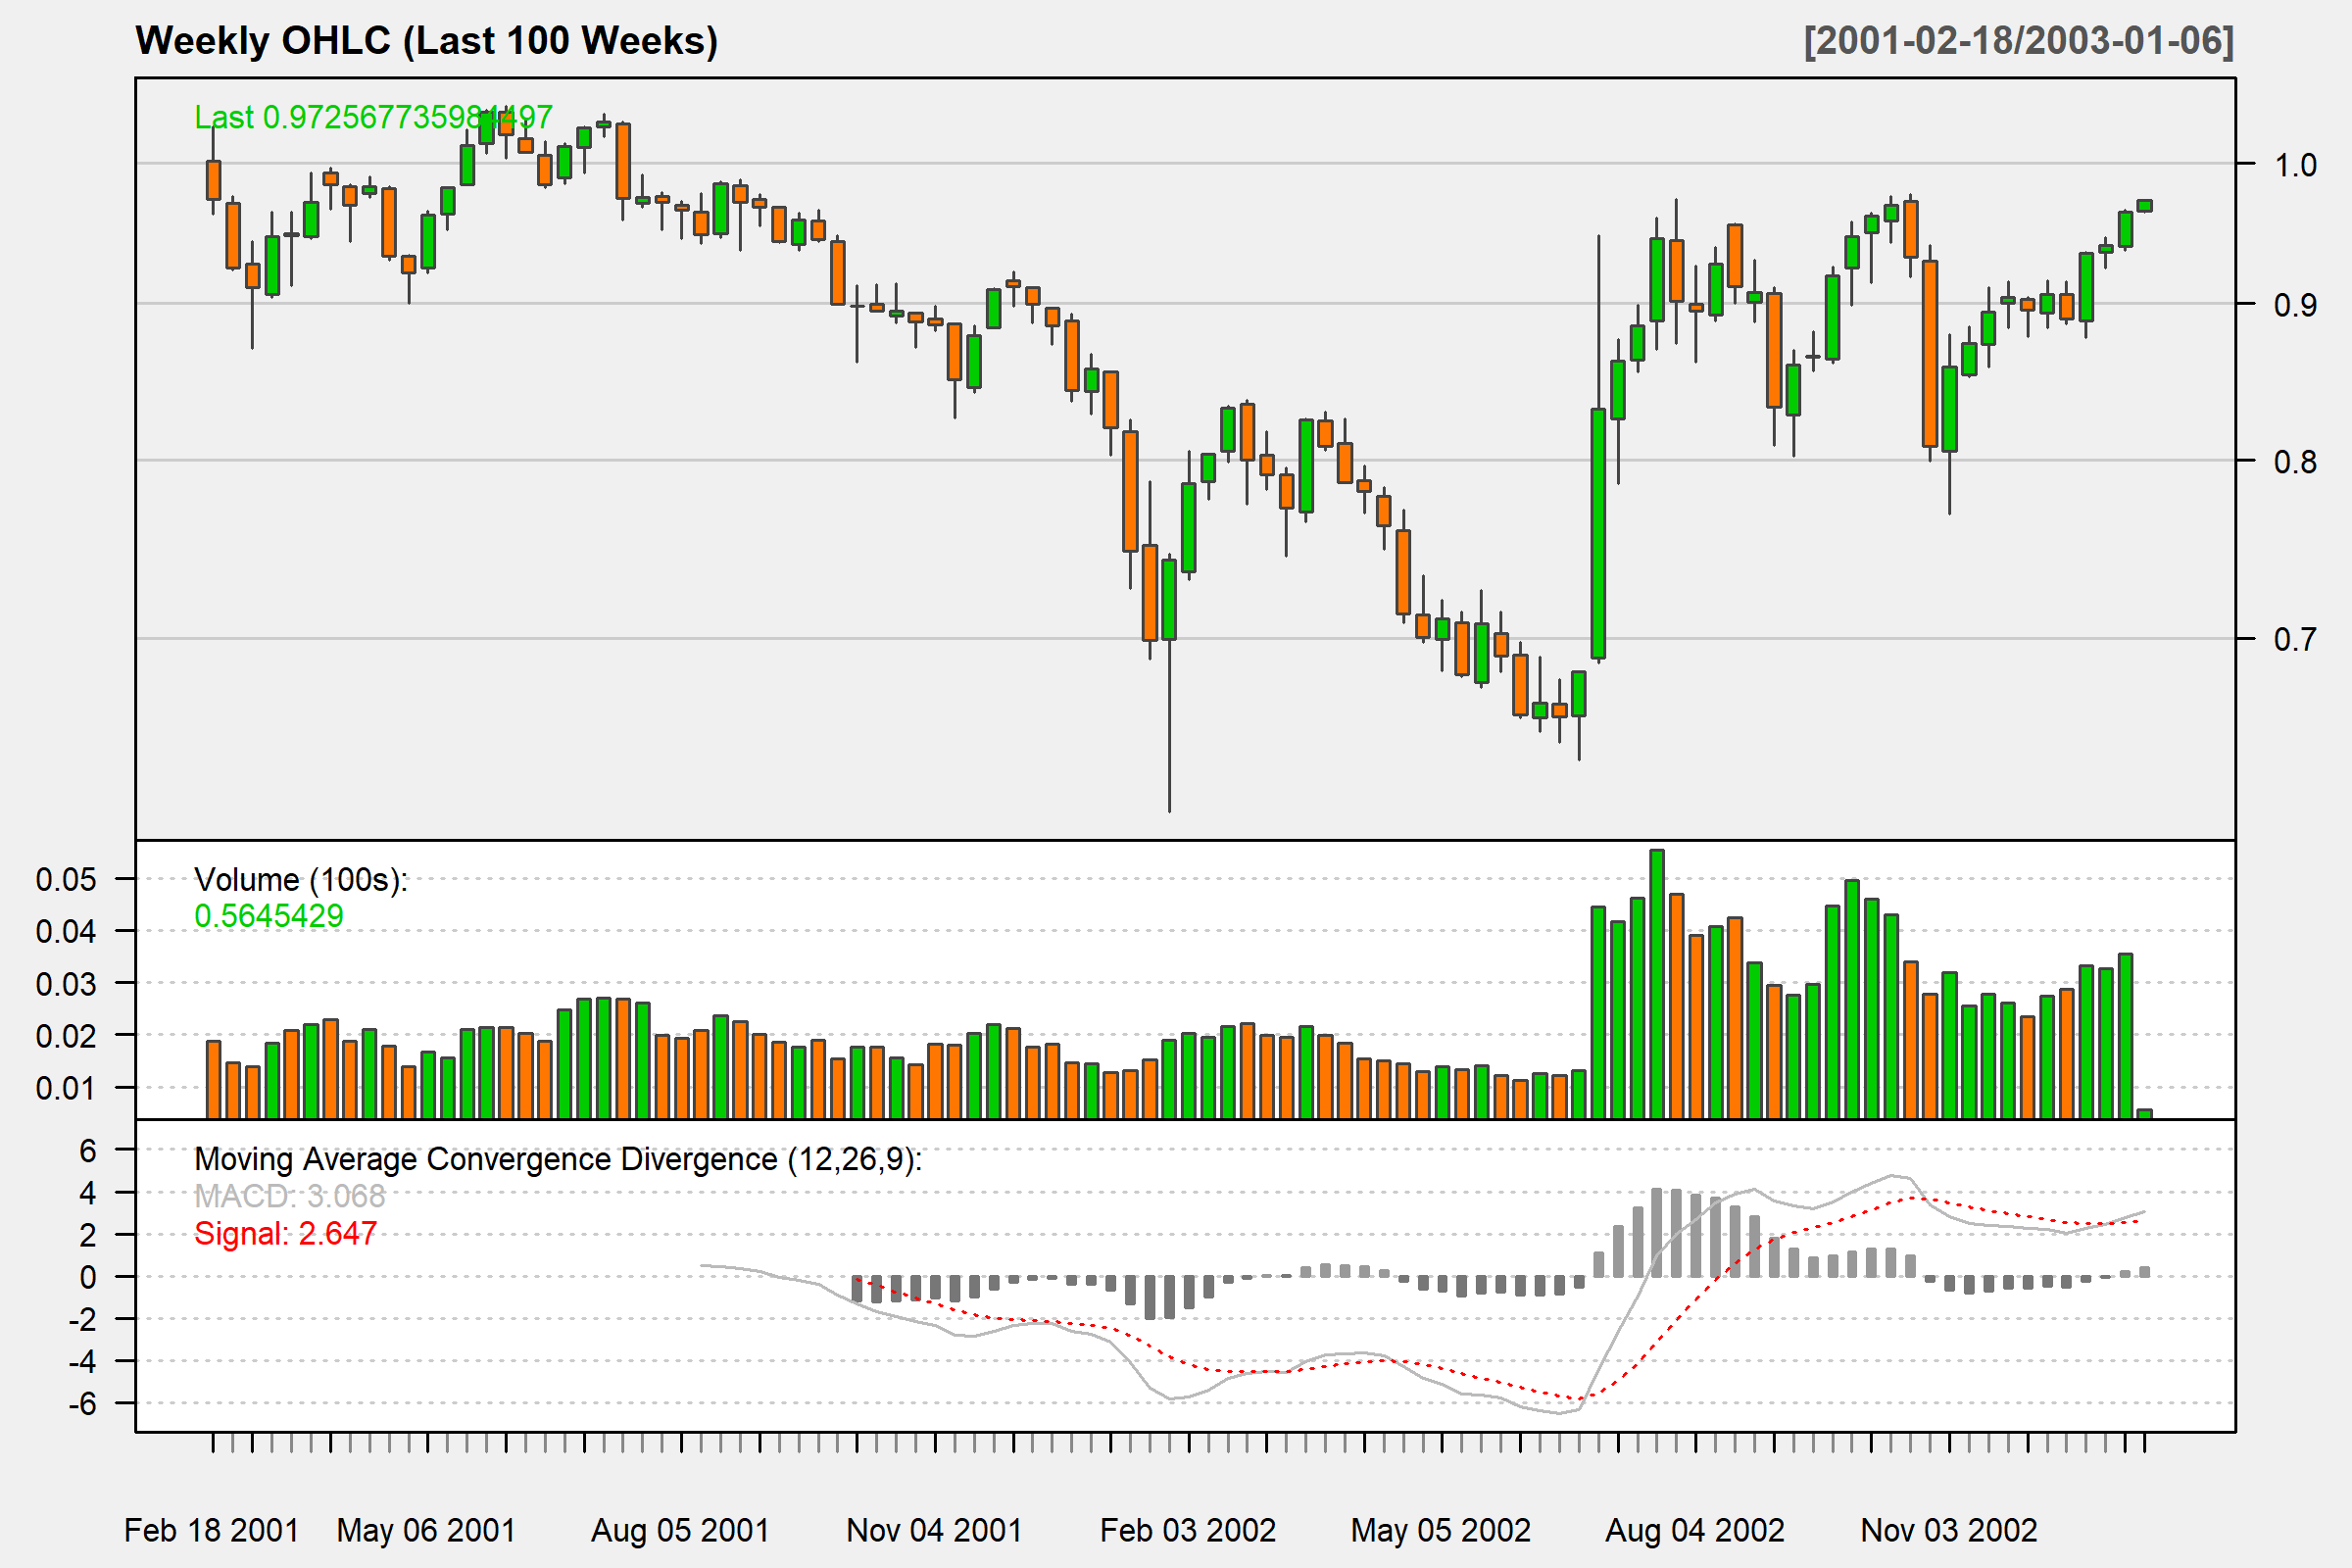 Weekly OHLC (Last 100 Weeks)
[2001-02-18/2003-01-06]
Last 0.972567735984497
1.0
0.9
0.8
0.7
Volume (100s):
0.5645429
0.05
0.04
0.03
0.02
0.01
Moving Average Convergence Divergence (12,26,9):
MACD: 3.068
Signal: 2.647
6
4
2
0
-2
-4
-6
Feb 18 2001 May 06 2001 Aug 05 2001 Nov 04 2001 Feb 03 2002 May 05 2002 Aug 04 2002 Nov 03 2002